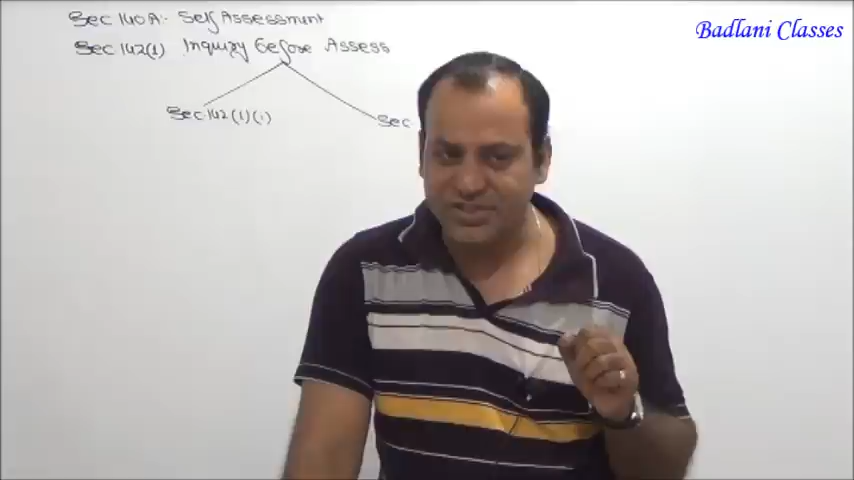 Badlani Classes
Sec 140A:- Self Assessment
Sec 142(1) Inquiry Before Assess
Sec.142(1)(i)
Sec.